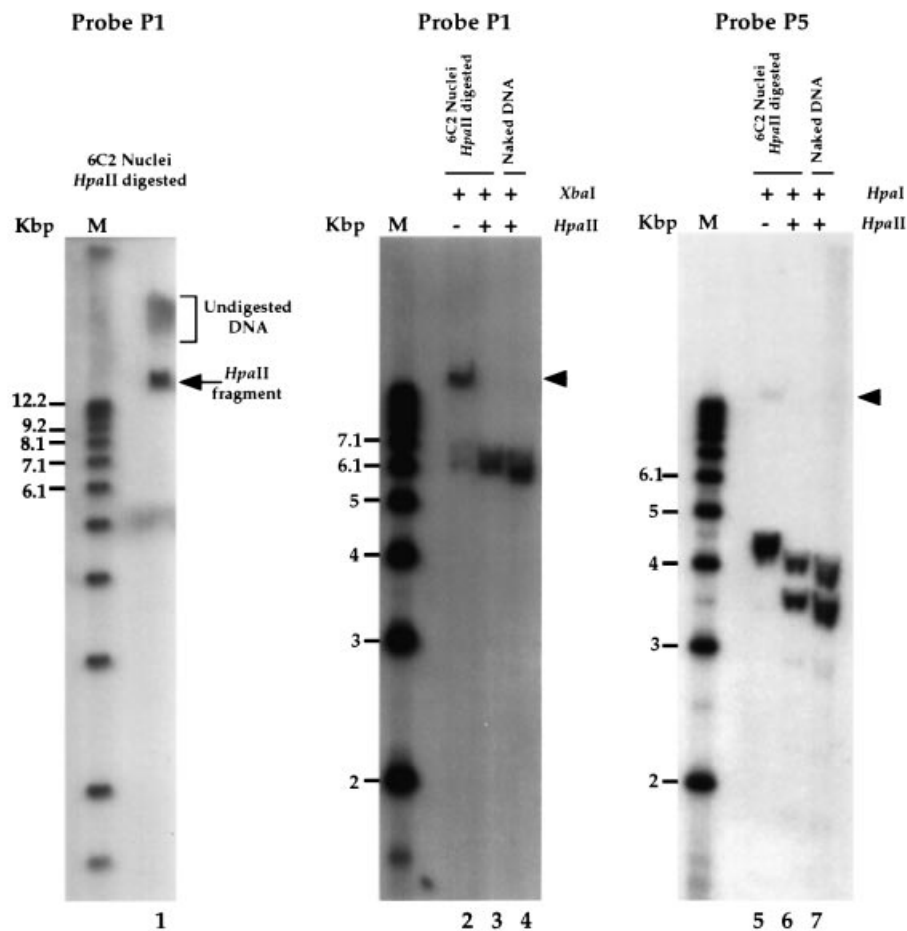 Probe P1
6C2 Nuclei
HpaII digested
Kbp M
Undigested
DNA
HpaII
fragment
12.2
9.2
8.1
7.1
6.1
1
Probe P1
6C2 Nuclei
HpaII digested
Naked DNA
+ + + XbaI
Kbp M - + + HpaII
7.1
6.1
5
4
3
2
2 3 4
Probe P5
6C2 Nuclei
HpaII digested
Naked DNA
+ + + HpaI
Kbp M - + + HpaII
6.1
5
4
3
2
5 6 7